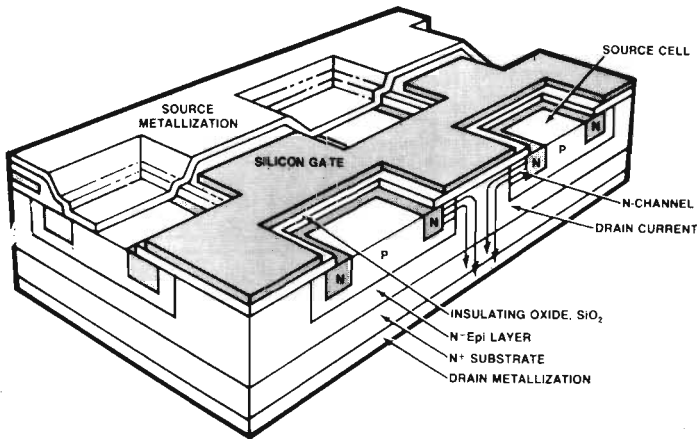 SOURCE CELL
SOURCE
METALLIZATION
SILICON GATE
N
P
N
N-CHANNEL
DRAIN CURRENT
N
P
N
INSULATING OXIDE, SiO₂
N-Epi LAYER
N+ SUBSTRATE
DRAIN METALLIZATION